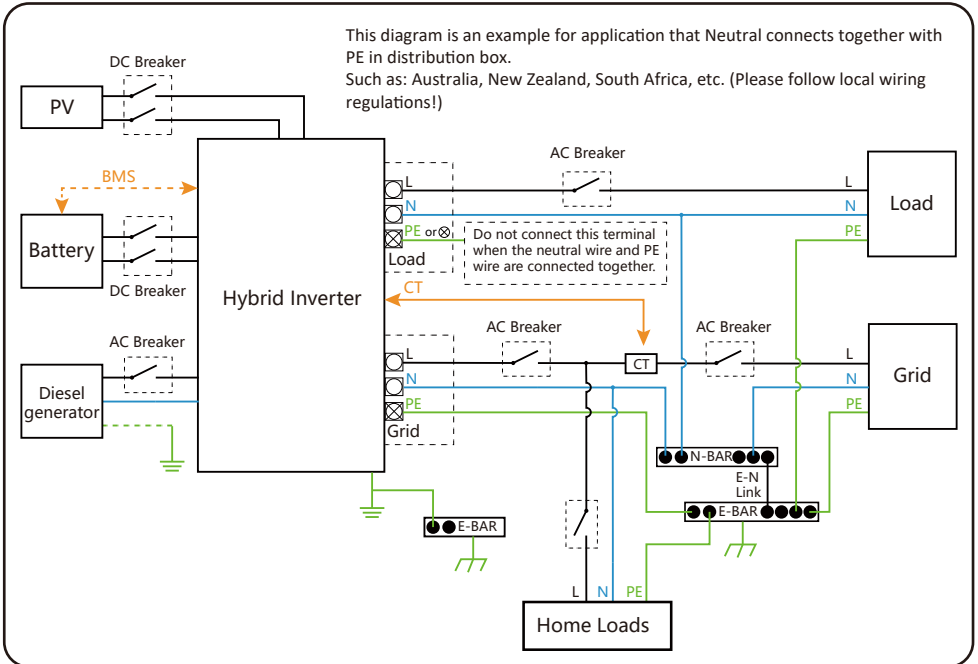 This diagram is an example for application that Neutral connects together with
PE in distribution box.
Such as: Australia, New Zealand, South Africa, etc. (Please follow local wiring
regulations!)
DC Breaker
PV
BMS
Battery
DC Breaker
AC Breaker
Diesel
generator
Hybrid Inverter
L
N
PE or
Load
Do not connect this terminal
when the neutral wire and PE
wire are connected together.
AC Breaker
L
N
PE
Load
CT
AC Breaker
CT
AC Breaker
L
N
PE
Grid
L
N
PE
Grid
N-BAR
E-N
Link
E-BAR
E-BAR
L N PE
Home Loads